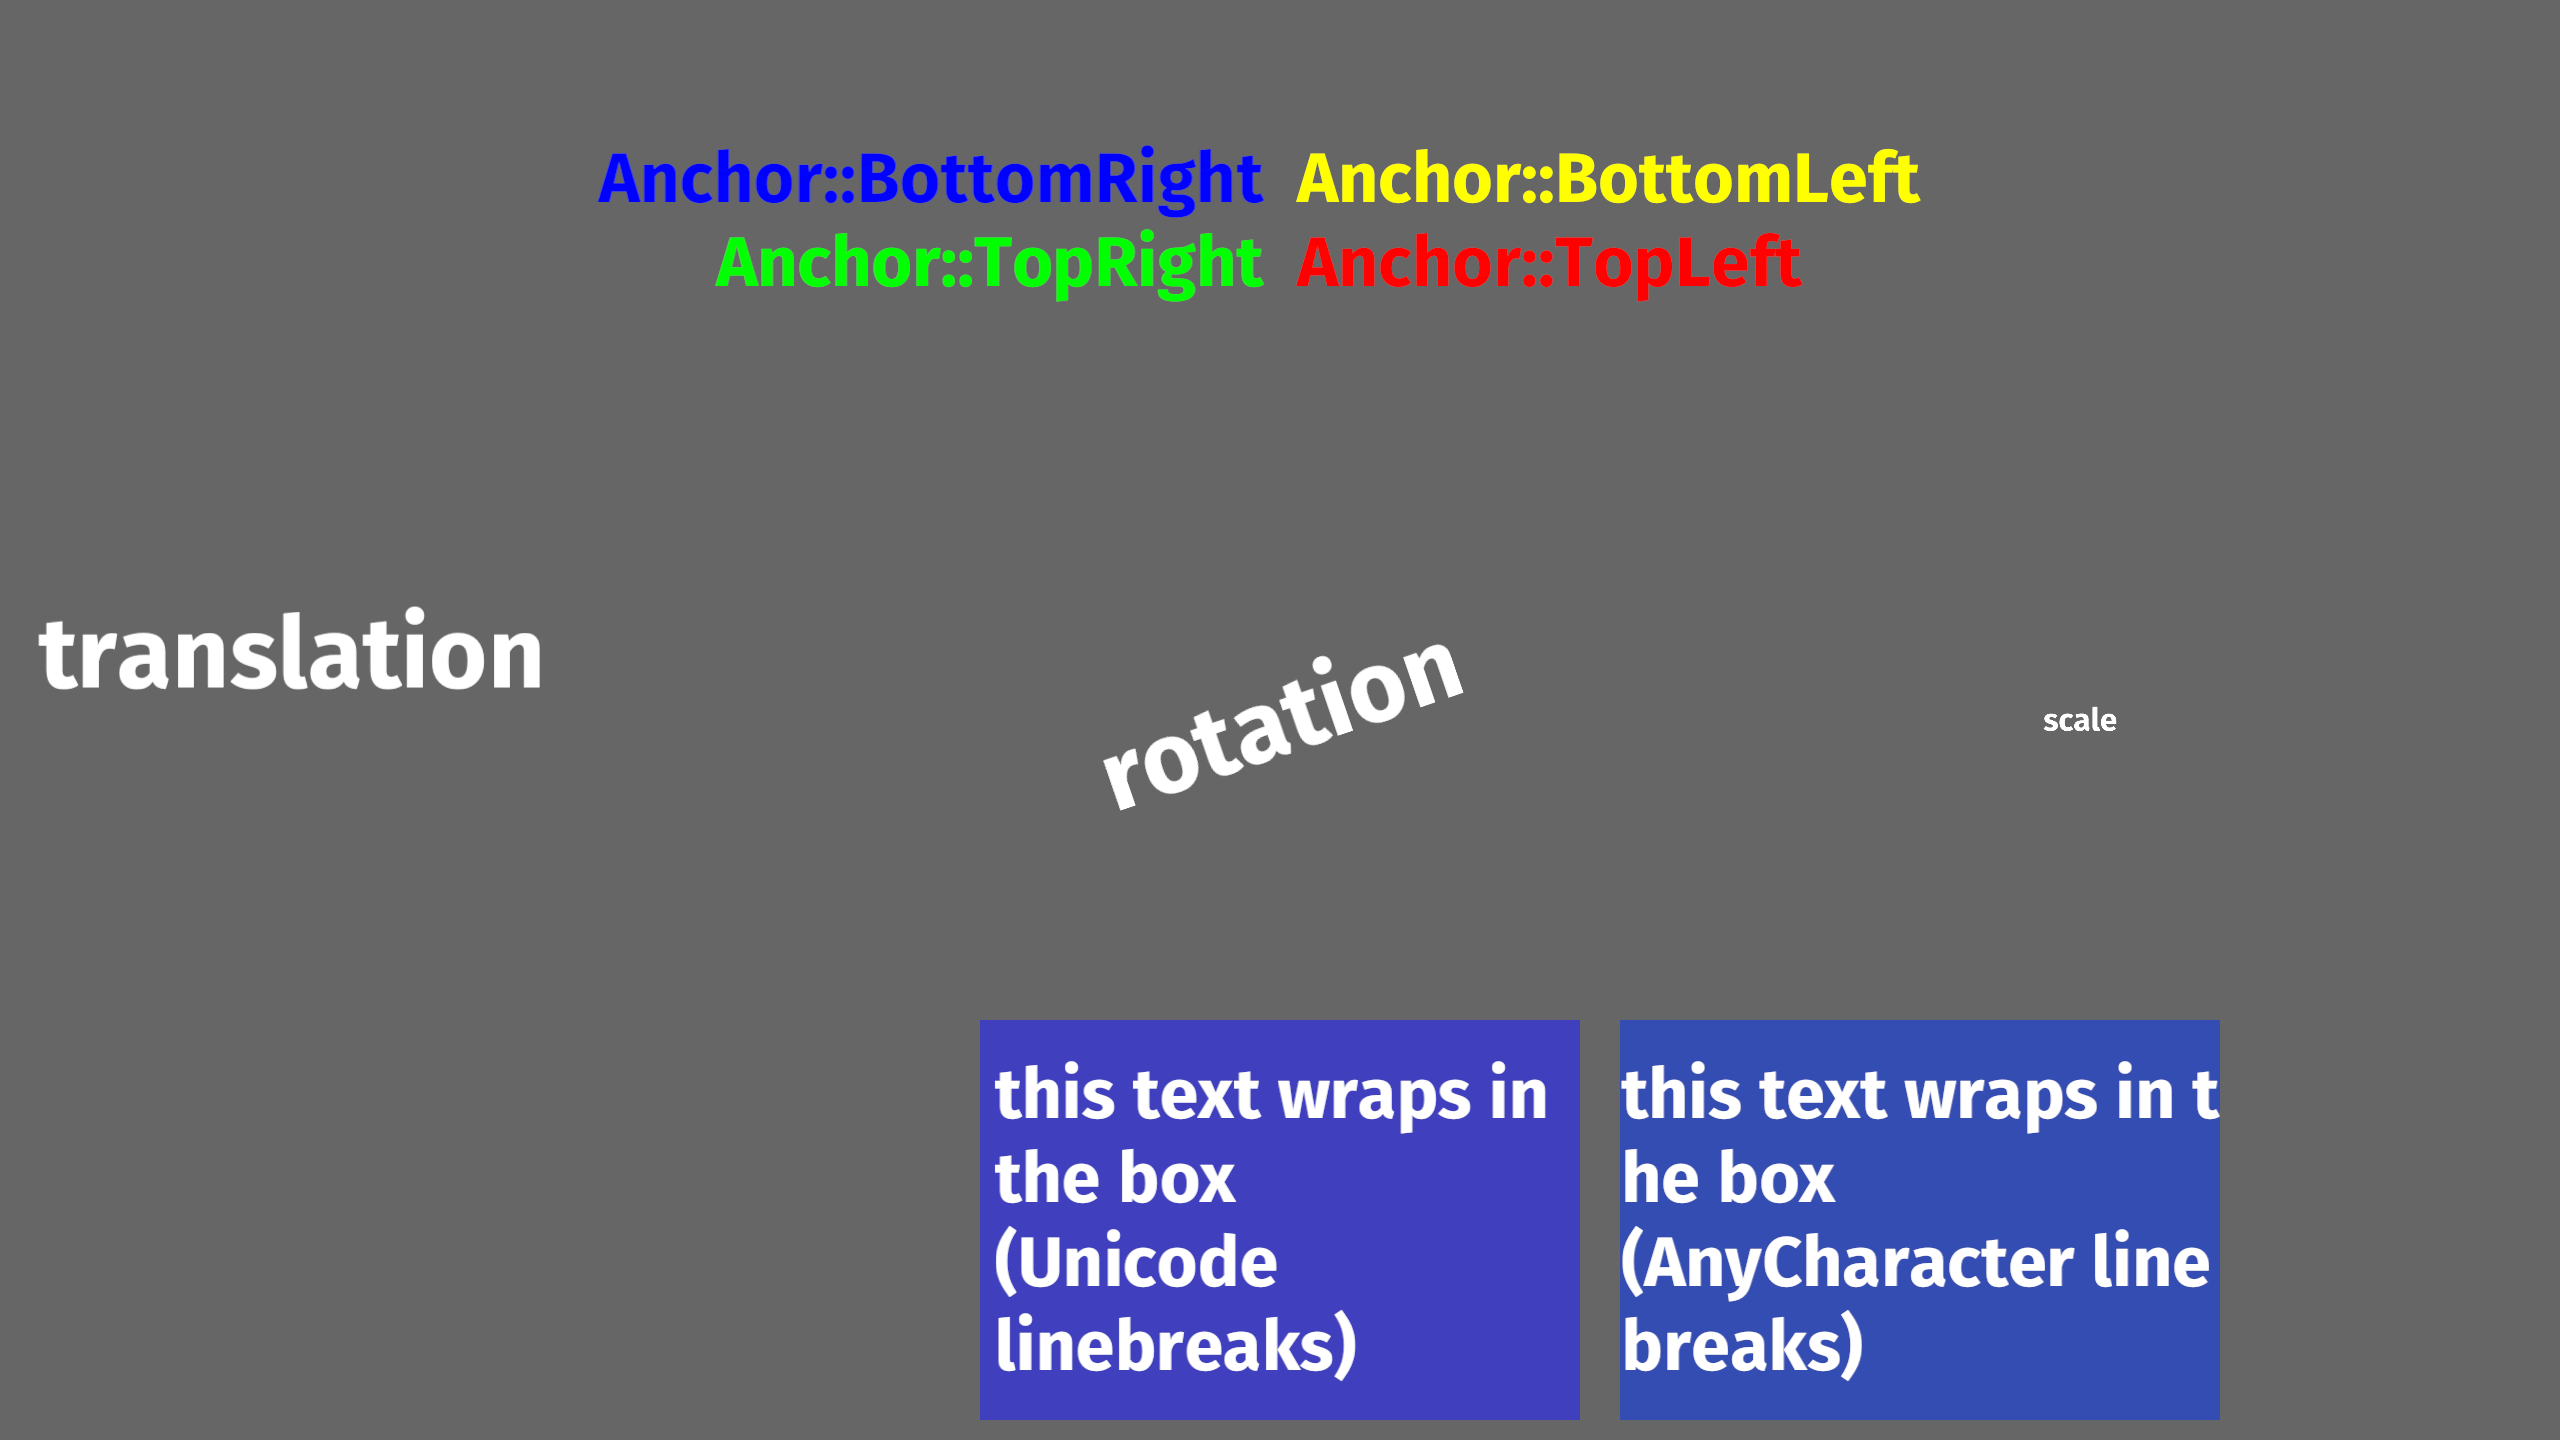 Anchor::BottomRight Anchor::BottomLeft
Anchor::TopRight Anchor::TopLeft
translation
rotation
scale
this text wraps in
the box
(Unicode
linebreaks)
this text wraps in t
he box
(AnyCharacter line
breaks)